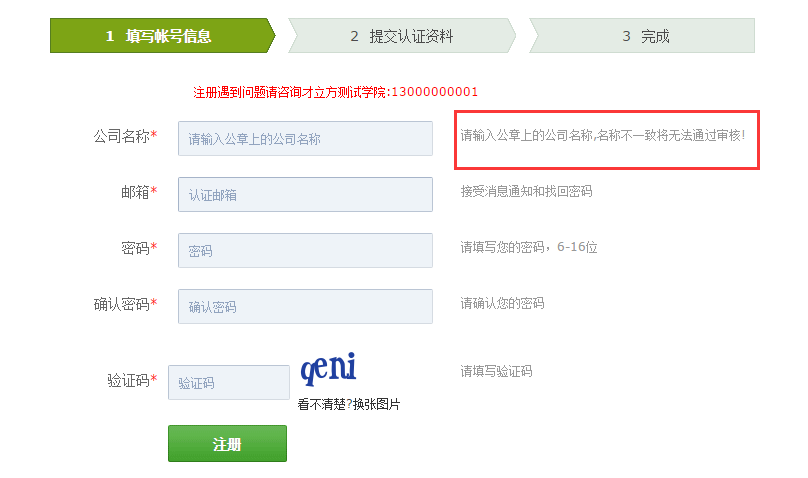 1 填写帐号信息 2 提交认证资料 3 完成
注册遇到问题请咨询才立方测试学院:13000000001
公司名称* 请输入公章上的公司名称 请输入公章上的公司名称,名称不一致将无法通过审核!
邮箱* 认证邮箱 接受消息通知和找回密码
密码* 密码 请填写您的密码，6-16位
确认密码* 确认密码 请确认您的密码
验证码* 验证码 qeni 请填写验证码
看不清楚?换张图片
注册